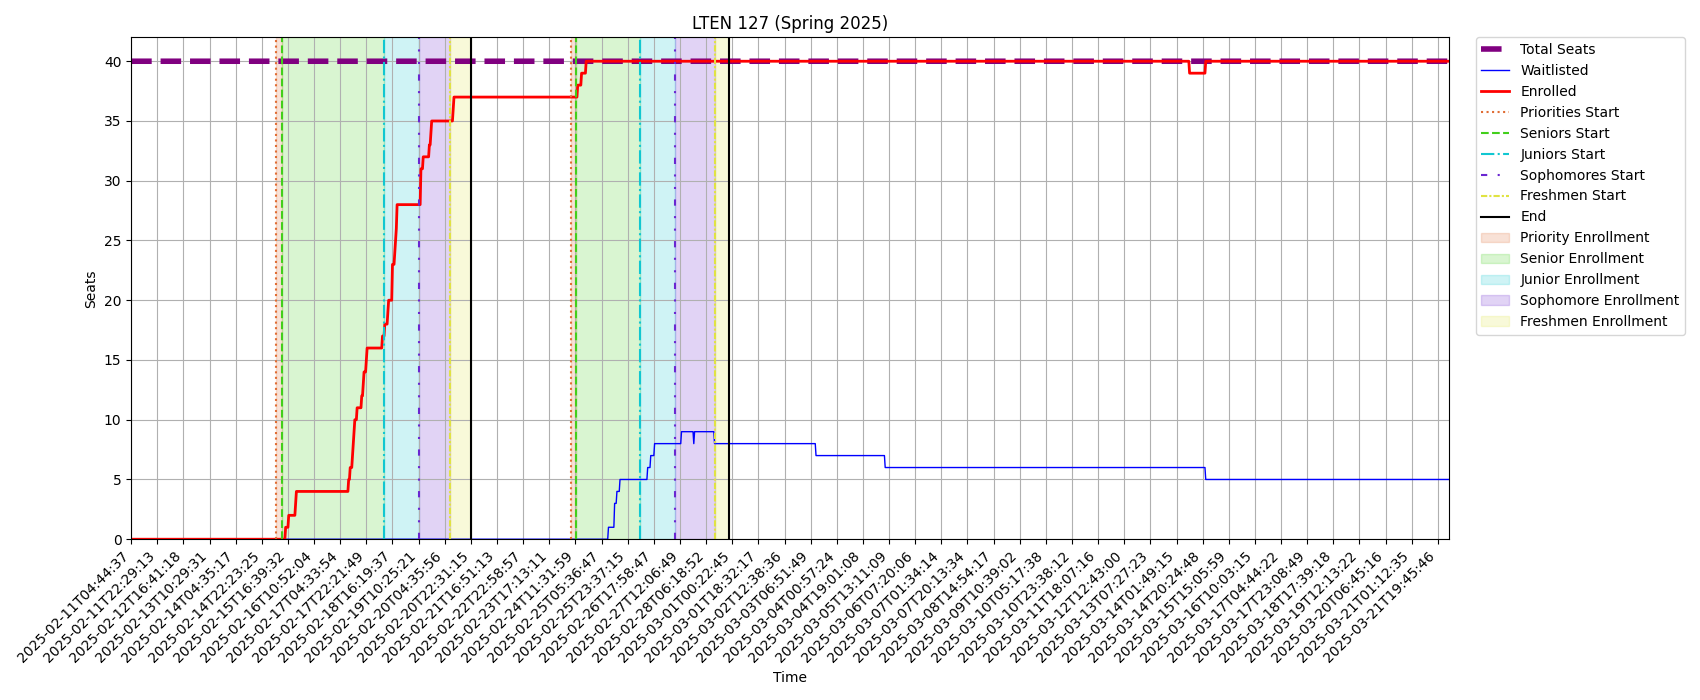 LTEN 127 (Spring 2025)
Seats
40
35
30
25
20
15
10
5
0
2025-02-11T04:44:37
2025-02-11T22:29:13
2025-02-12T16:41:18
2025-02-13T10:29:31
2025-02-14T04:35:17
2025-02-14T22:23:25
2025-02-15T16:39:32
2025-02-16T10:52:04
2025-02-17T04:33:54
2025-02-17T22:21:49
2025-02-18T16:19:37
2025-02-19T10:25:21
2025-02-20T04:35:56
2025-02-20T22:31:15
2025-02-21T16:51:13
2025-02-22T22:58:57
2025-02-23T17:13:11
2025-02-24T11:31:59
2025-02-25T05:36:47
2025-02-25T23:37:15
2025-02-26T17:58:47
2025-02-27T12:06:49
2025-02-28T06:18:52
2025-03-01T00:22:45
2025-03-01T18:32:17
2025-03-02T12:38:36
2025-03-03T06:51:49
2025-03-04T00:57:24
2025-03-04T19:01:08
2025-03-05T13:11:09
2025-03-06T07:20:06
2025-03-07T01:34:14
2025-03-07T20:13:34
2025-03-08T14:54:17
2025-03-09T10:39:02
2025-03-10T05:17:38
2025-03-10T23:38:12
2025-03-11T18:07:16
2025-03-12T12:43:00
2025-03-13T07:27:23
2025-03-14T01:49:15
2025-03-14T20:24:48
2025-03-15T15:05:59
2025-03-16T10:03:15
2025-03-17T04:44:22
2025-03-17T23:08:49
2025-03-18T17:39:18
2025-03-19T12:13:22
2025-03-20T06:45:16
2025-03-21T01:12:35
2025-03-21T19:45:46
Time
Total Seats
Waitlisted
Enrolled
Priorities Start
Seniors Start
Juniors Start
Sophomores Start
Freshmen Start
End
Priority Enrollment
Senior Enrollment
Junior Enrollment
Sophomore Enrollment
Freshmen Enrollment